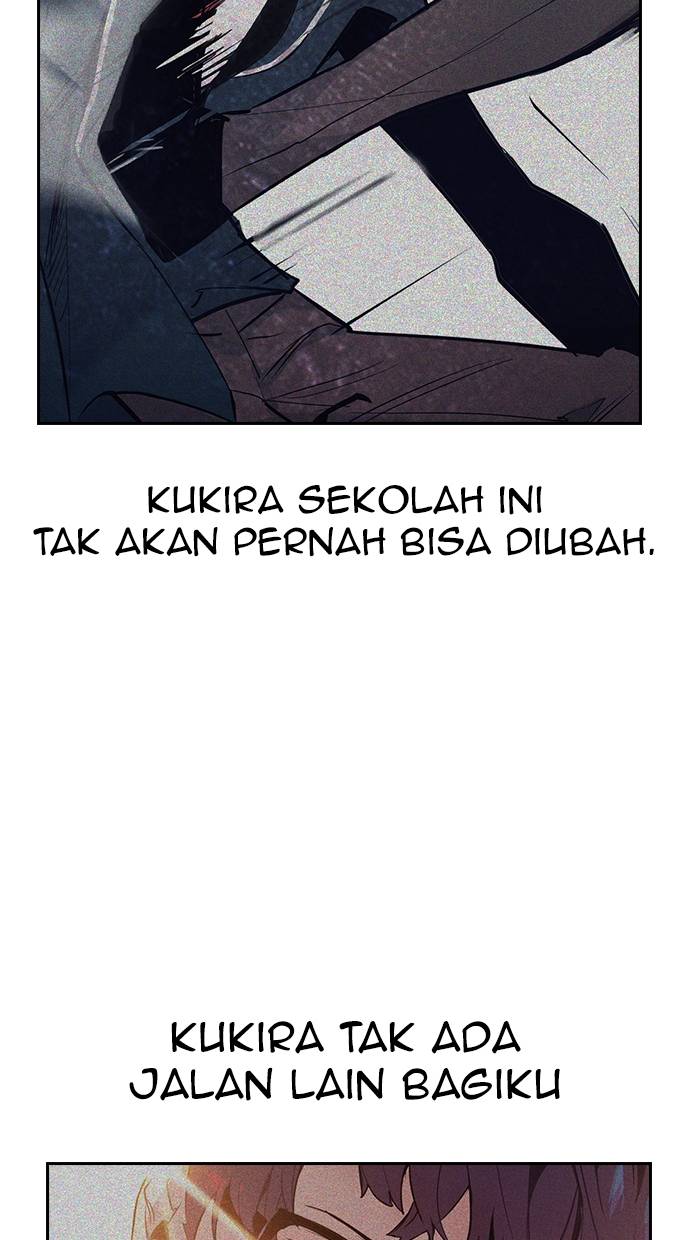 KUKIRA SEKOLAH INI
TAK AKAN PERNAH BISA DIUBAH.
KUKIRA TAK ADA
JALAN LAIN BAGIKU